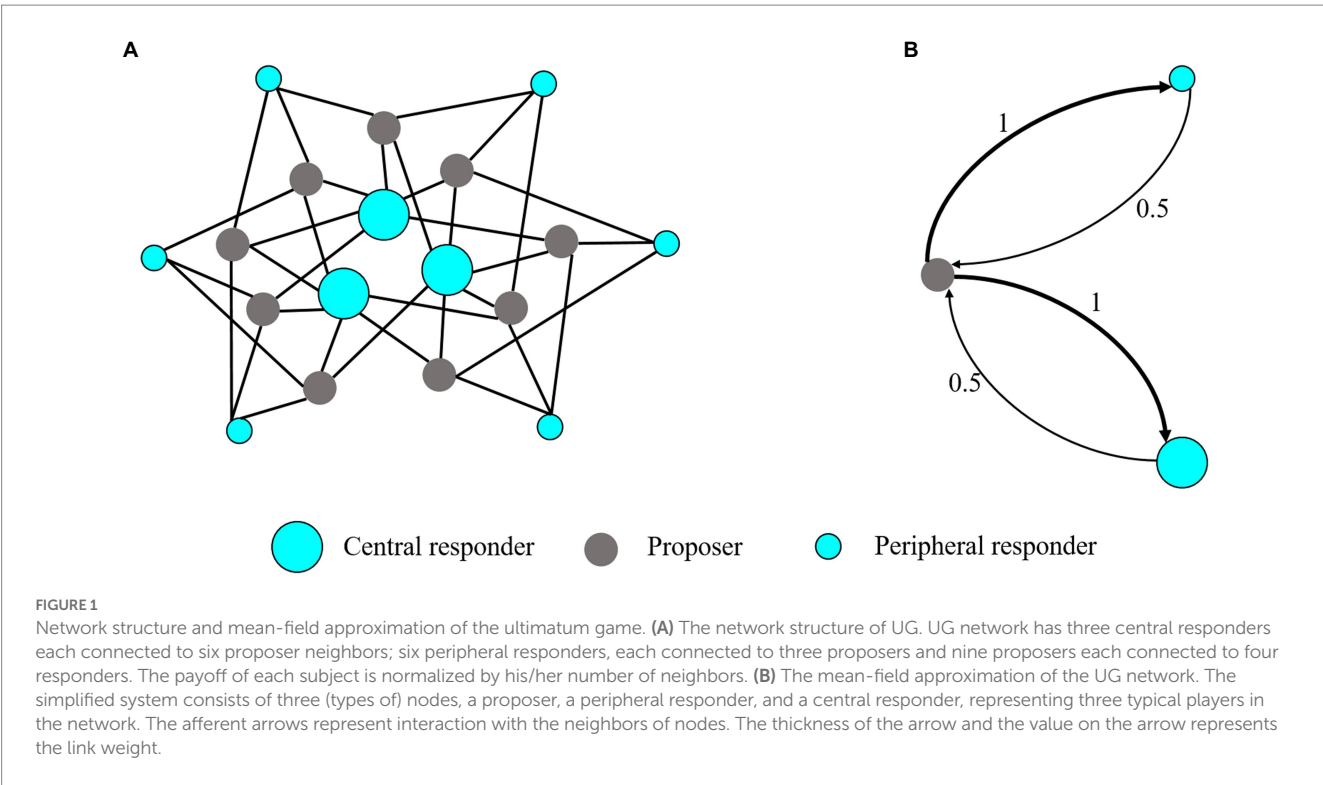 A
B
1
0.5
1
0.5
Central responder
Proposer
Peripheral responder
FIGURE 1
Network structure and mean-field approximation of the ultimatum game. (A) The network structure of UG. UG network has three central responders
each connected to six proposer neighbors; six peripheral responders, each connected to three proposers and nine proposers each connected to four
responders. The payoff of each subject is normalized by his/her number of neighbors. (B) The mean-field approximation of the UG network. The
simplified system consists of three (types of) nodes, a proposer, a peripheral responder, and a central responder, representing three typical players in
the network. The afferent arrows represent interaction with the neighbors of nodes. The thickness of the arrow and the value on the arrow represents
the link weight.